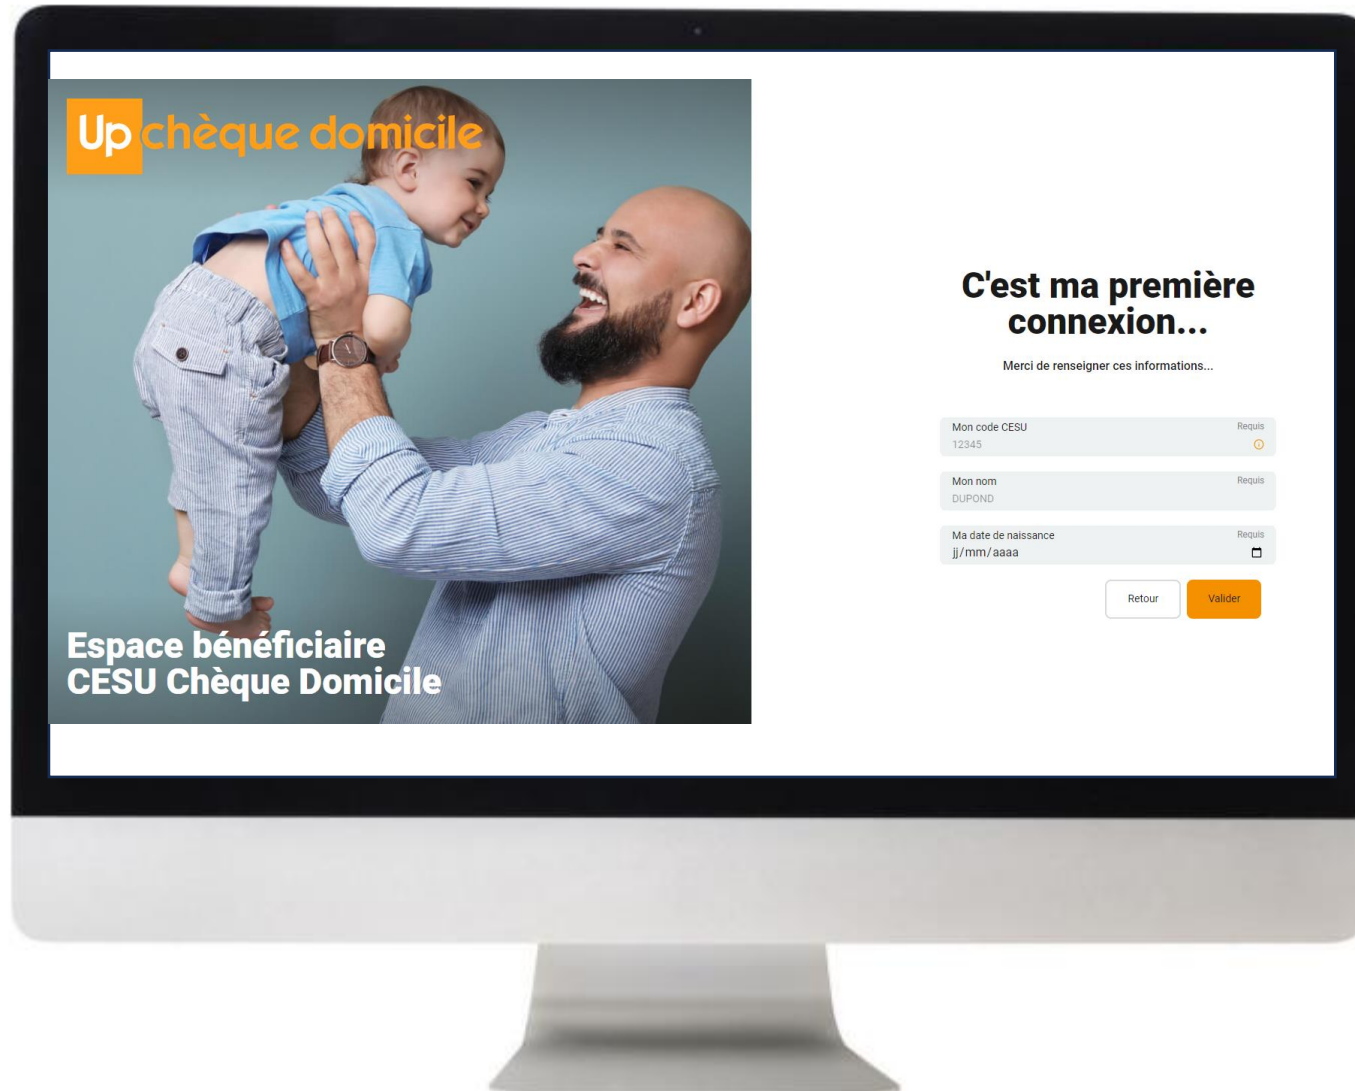 Up chèque domicile
Espace bénéficiaire
CESU Chèque Domicile
C'est ma première
connexion...
Merci de renseigner ces informations...
Mon code CESU Requis
12345
Mon nom Requis
DUPOND
Ma date de naissance Requis
jj/mm/aaaa
Retour Valider